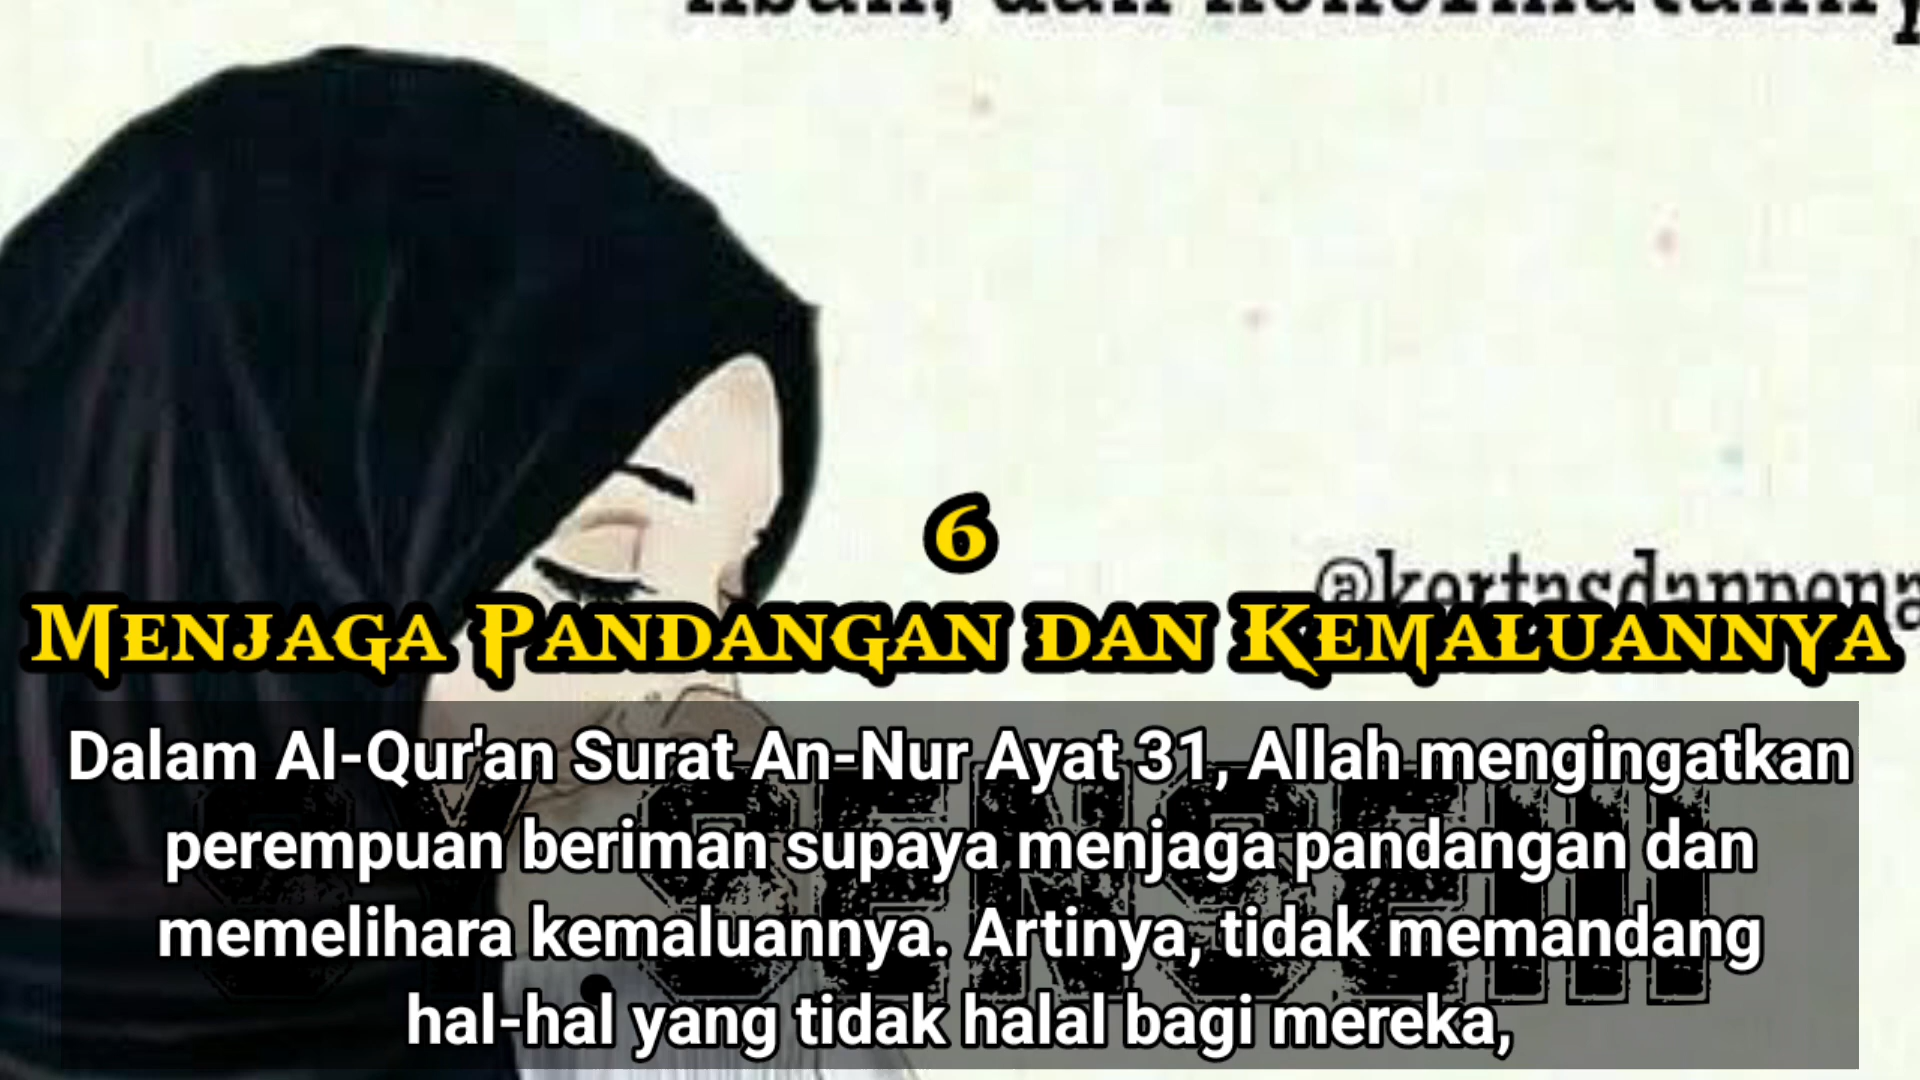 6
Menjaga Pandangan dan Kemaluannya
Dalam Al-Qur'an Surat An-Nur Ayat 31, Allah mengingatkan
perempuan beriman supaya menjaga pandangan dan
memelihara kemaluannya. Artinya, tidak memandang
hal-hal yang tidak halal bagi mereka,